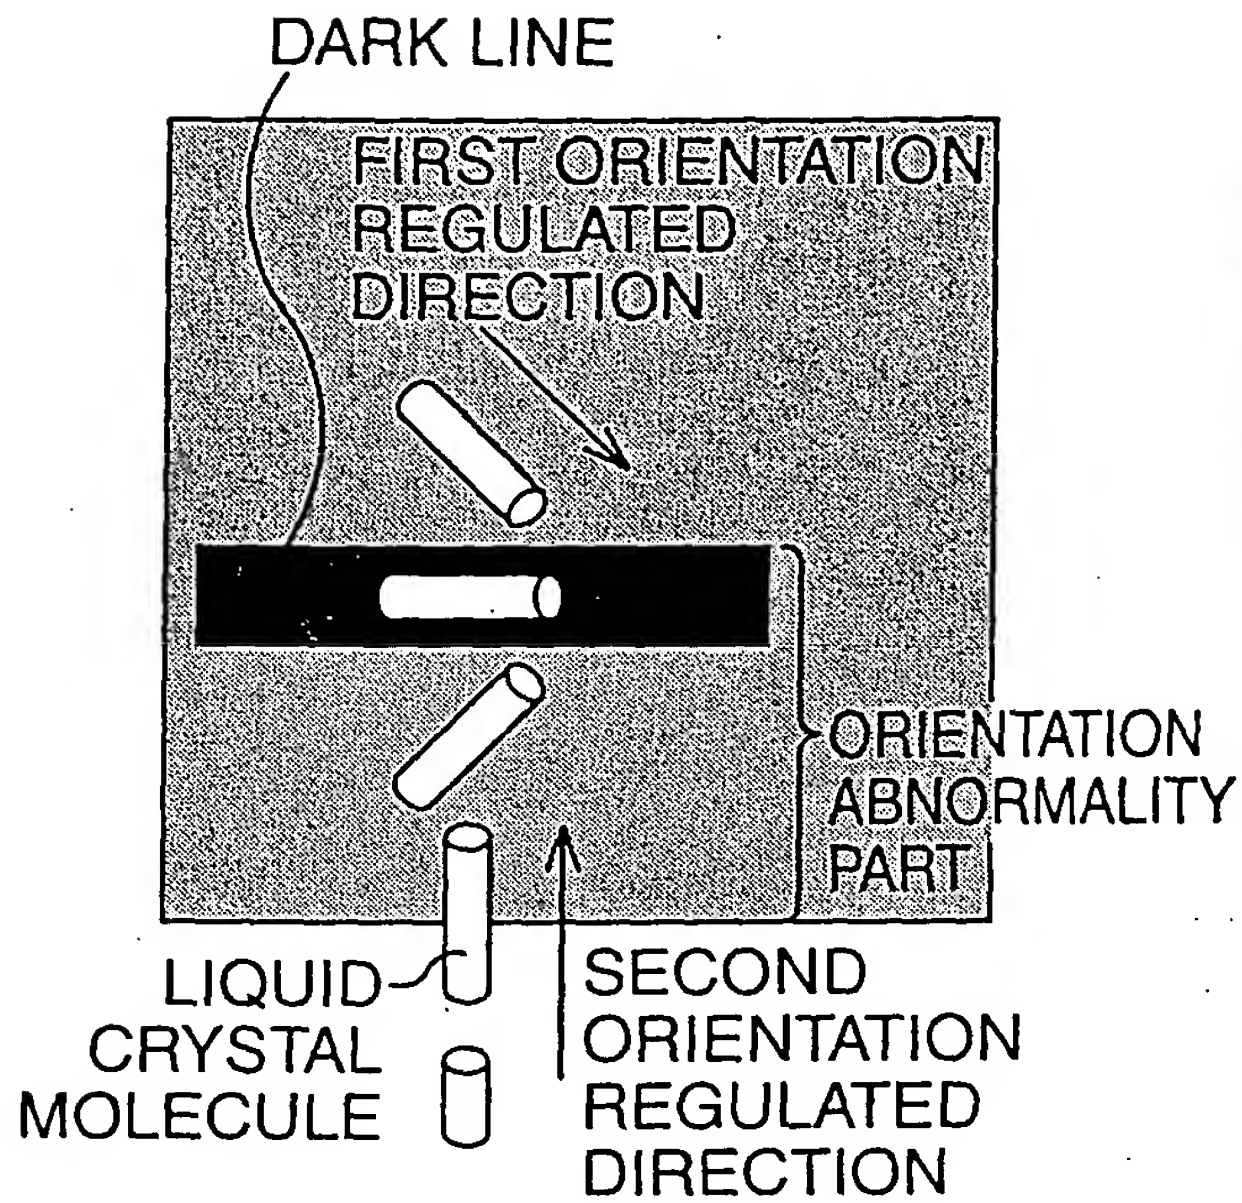 DARK LINE
FIRST ORIENTATION
REGULATED
DIRECTION
ORIENTATION
ABNORMALITY
PART
LIQUID
CRYSTAL
MOLECULE
SECOND
ORIENTATION
REGULATED
DIRECTION